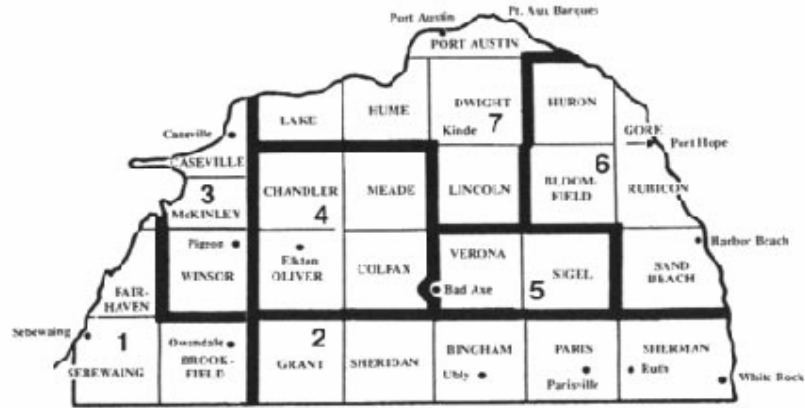 Pt. Aux Barques
Port Austin
PORT AUSTIN
LAKE
HUME
DWIGHT
HURON
Kinde
7
GORE
Port Hope
Caseville
CASEVILLE
3
McKINLEY
CHANDLER
4
MEADE
LINCOLN
BLOOM-
FIELD
6
RUBICON
Pigeon
WINSOR
Elkton
OLIVER
COLFAX
VERONA
Bad Axe
5
SIGEL
SAND
BEACH
Harbor Beach
FAIR-
HAVEN
Sebewaing
1
SEBEWAING
Owendale
BROOK-
FIELD
2
GRANT
SHERIDAN
BINGHAM
Ubly
PARIS
Parisville
SHERMAN
Ruth
White Rock